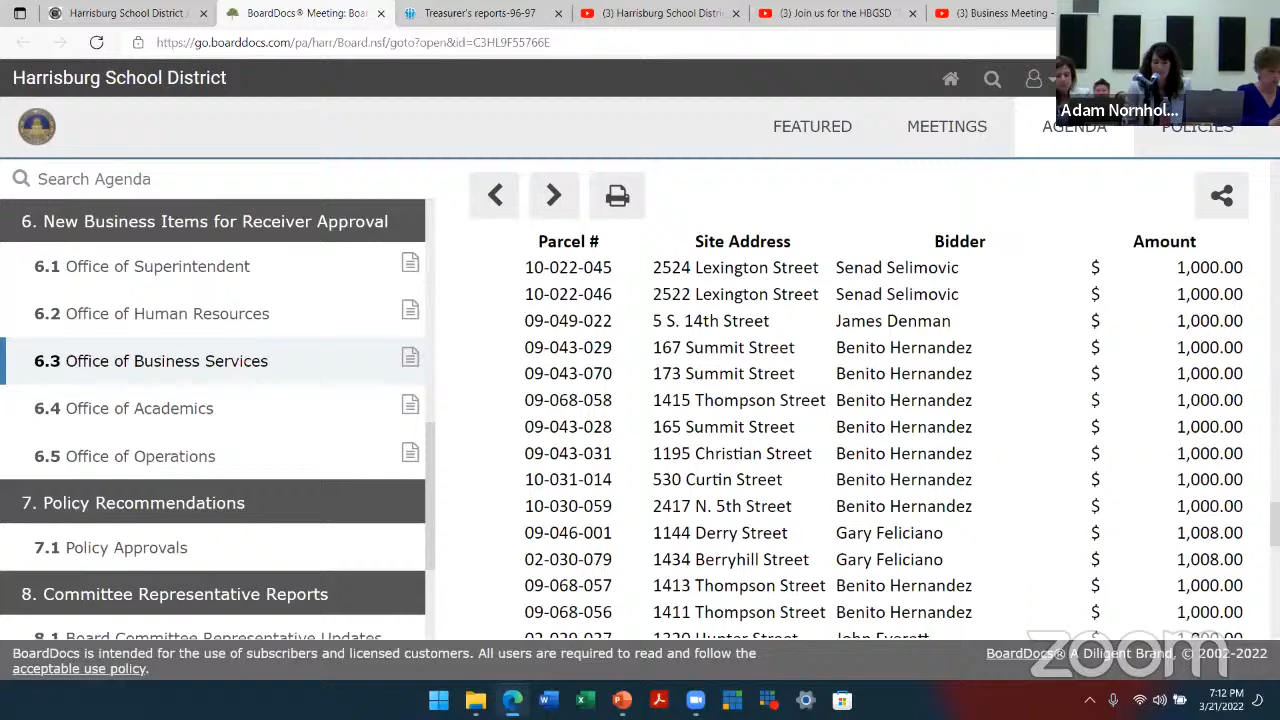 Harrisburg School District
BoardDocs® Meeting: Boa
Treasurer's reports-96-97
(3) Harrisburg School Distri
(3) Join us for the HBGSD
(3) Business Meeting -
https://go.boarddocs.com/pa/harr/Board.nsf/goto?open&id=C3HL9F55766E
Adam Nornhol...
Harrisburg School District
FEATURED MEETINGS AGENDA POLICIES
Search Agenda
6. New Business Items for Receiver Approval
6.1 Office of Superintendent
6.2 Office of Human Resources
6.3 Office of Business Services
6.4 Office of Academics
6.5 Office of Operations
7. Policy Recommendations
7.1 Policy Approvals
8. Committee Representative Reports
8.1 Board Committee Representative Updates
Parcel # Site Address Bidder Amount
10-022-045 2524 Lexington Street Senad Selimovic $ 1,000.00
10-022-046 2522 Lexington Street Senad Selimovic $ 1,000.00
09-049-022 5 S. 14th Street James Denman $ 1,000.00
09-043-029 167 Summit Street Benito Hernandez $ 1,000.00
09-043-070 173 Summit Street Benito Hernandez $ 1,000.00
09-068-058 1415 Thompson Street Benito Hernandez $ 1,000.00
09-043-028 165 Summit Street Benito Hernandez $ 1,000.00
09-043-031 1195 Christian Street Benito Hernandez $ 1,000.00
10-031-014 530 Curtin Street Benito Hernandez $ 1,000.00
10-030-059 2417 N. 5th Street Benito Hernandez $ 1,000.00
09-046-001 1144 Derry Street Gary Feliciano $ 1,008.00
02-030-079 1434 Berryhill Street Gary Feliciano $ 1,008.00
09-068-057 1413 Thompson Street Benito Hernandez $ 1,000.00
09-068-056 1411 Thompson Street Benito Hernandez $ 1,000.00
Hunter Street John Everett
BoardDocs is intended for the use of subscribers and licensed customers. All users are required to read and follow the
acceptable use policy.
BoardDocs® A Diligent Brand, © 2002-2022
zoom
7:12 PM
3/21/2022